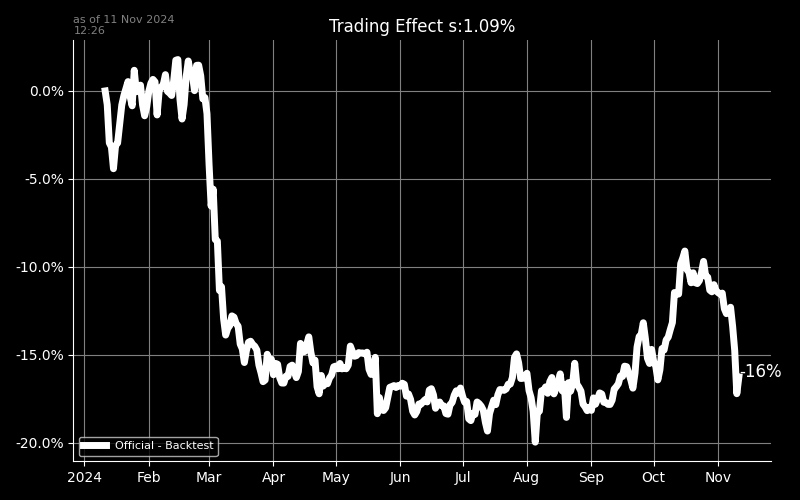 as of 11 Nov 2024
12:26
Trading Effect s:1.09%
0.0%
-5.0%
-10.0%
-15.0%
-20.0%
-16%
Official - Backtest
2024 Feb Mar Apr May Jun Jul Aug Sep Oct Nov